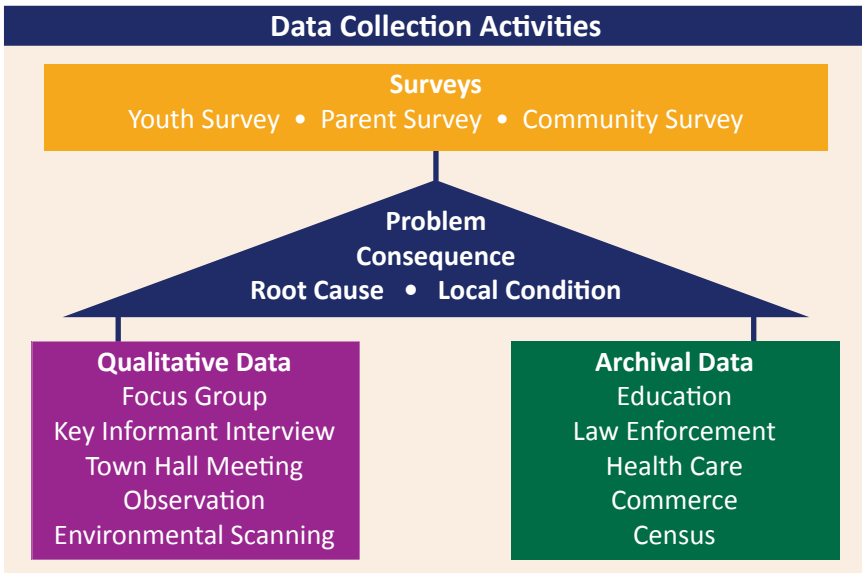 Data Collection Activities
Surveys
Youth Survey • Parent Survey • Community Survey
Problem
Consequence
Root Cause • Local Condition
Qualitative Data
Focus Group
Key Informant Interview
Town Hall Meeting
Observation
Environmental Scanning
Archival Data
Education
Law Enforcement
Health Care
Commerce
Census